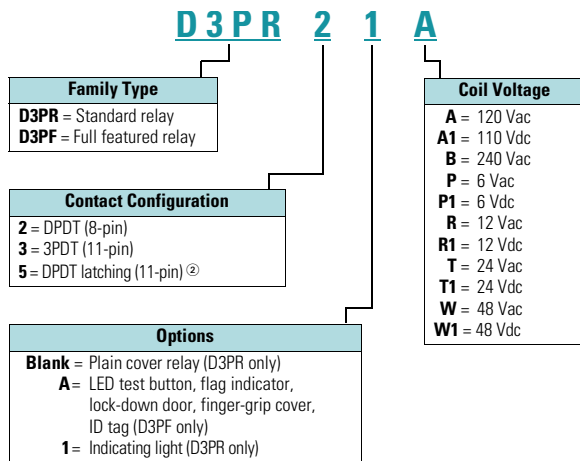 D3PR 2 1 A
Family Type
D3PR = Standard relay
D3PF = Full featured relay
Contact Configuration
2 = DPDT (8-pin)
3 = 3PDT (11-pin)
5 = DPDT latching (11-pin) ②
Options
Blank = Plain cover relay (D3PR only)
A = LED test button, flag indicator,
lock-down door, finger-grip cover,
ID tag (D3PF only)
1 = Indicating light (D3PR only)
Coil Voltage
A = 120 Vac
A1 = 110 Vdc
B = 240 Vac
P = 6 Vac
P1 = 6 Vdc
R = 12 Vac
R1 = 12 Vdc
T = 24 Vac
T1 = 24 Vdc
W = 48 Vac
W1 = 48 Vdc